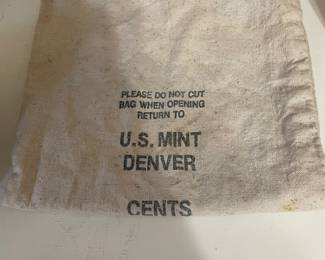 PLEASE DO NOT CUT
BAG WHEN OPENING
RETURN TO
U.S. MINT
DENVER
CENTS